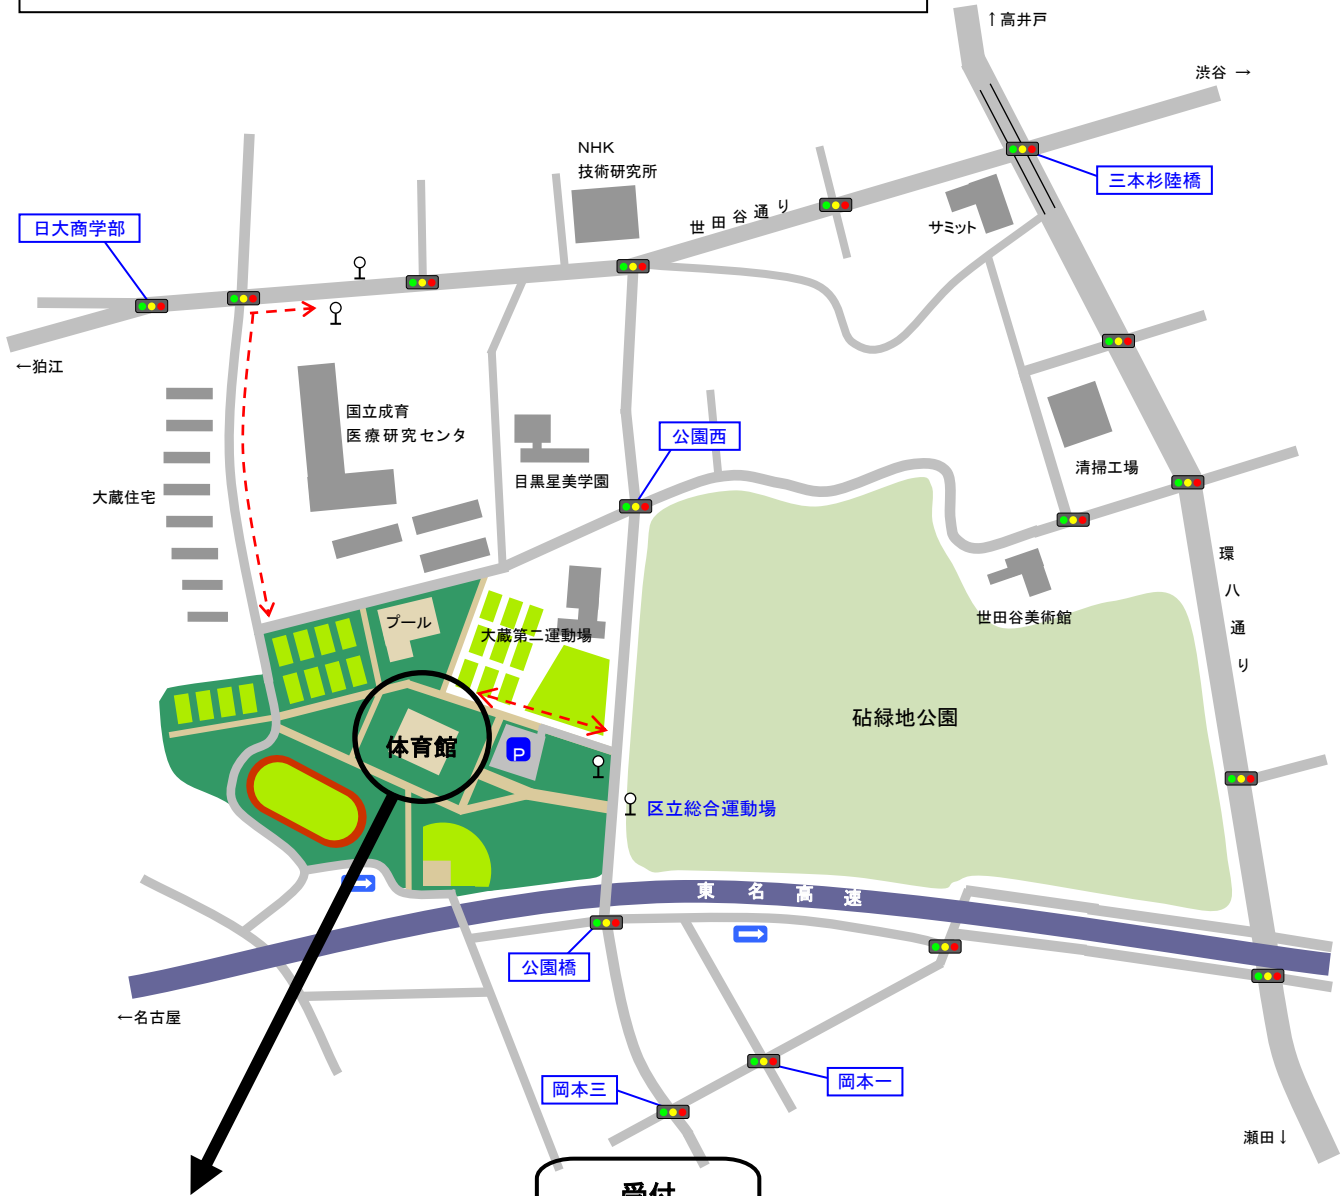 ↑高井戸
渋谷 →
NHK
技術研究所
三本杉陸橋
世田谷通り
サミット
日大商学部
←狛江
国立成育
医療研究センタ
公園西
目黒星美学園
清掃工場
大蔵住宅
環八通り
世田谷美術館
プール
大蔵第二運動場
砧緑地公園
体育館
P
区立総合運動場
東名高速
公園橋
←名古屋
岡本一
岡本三
瀬田↓
受付